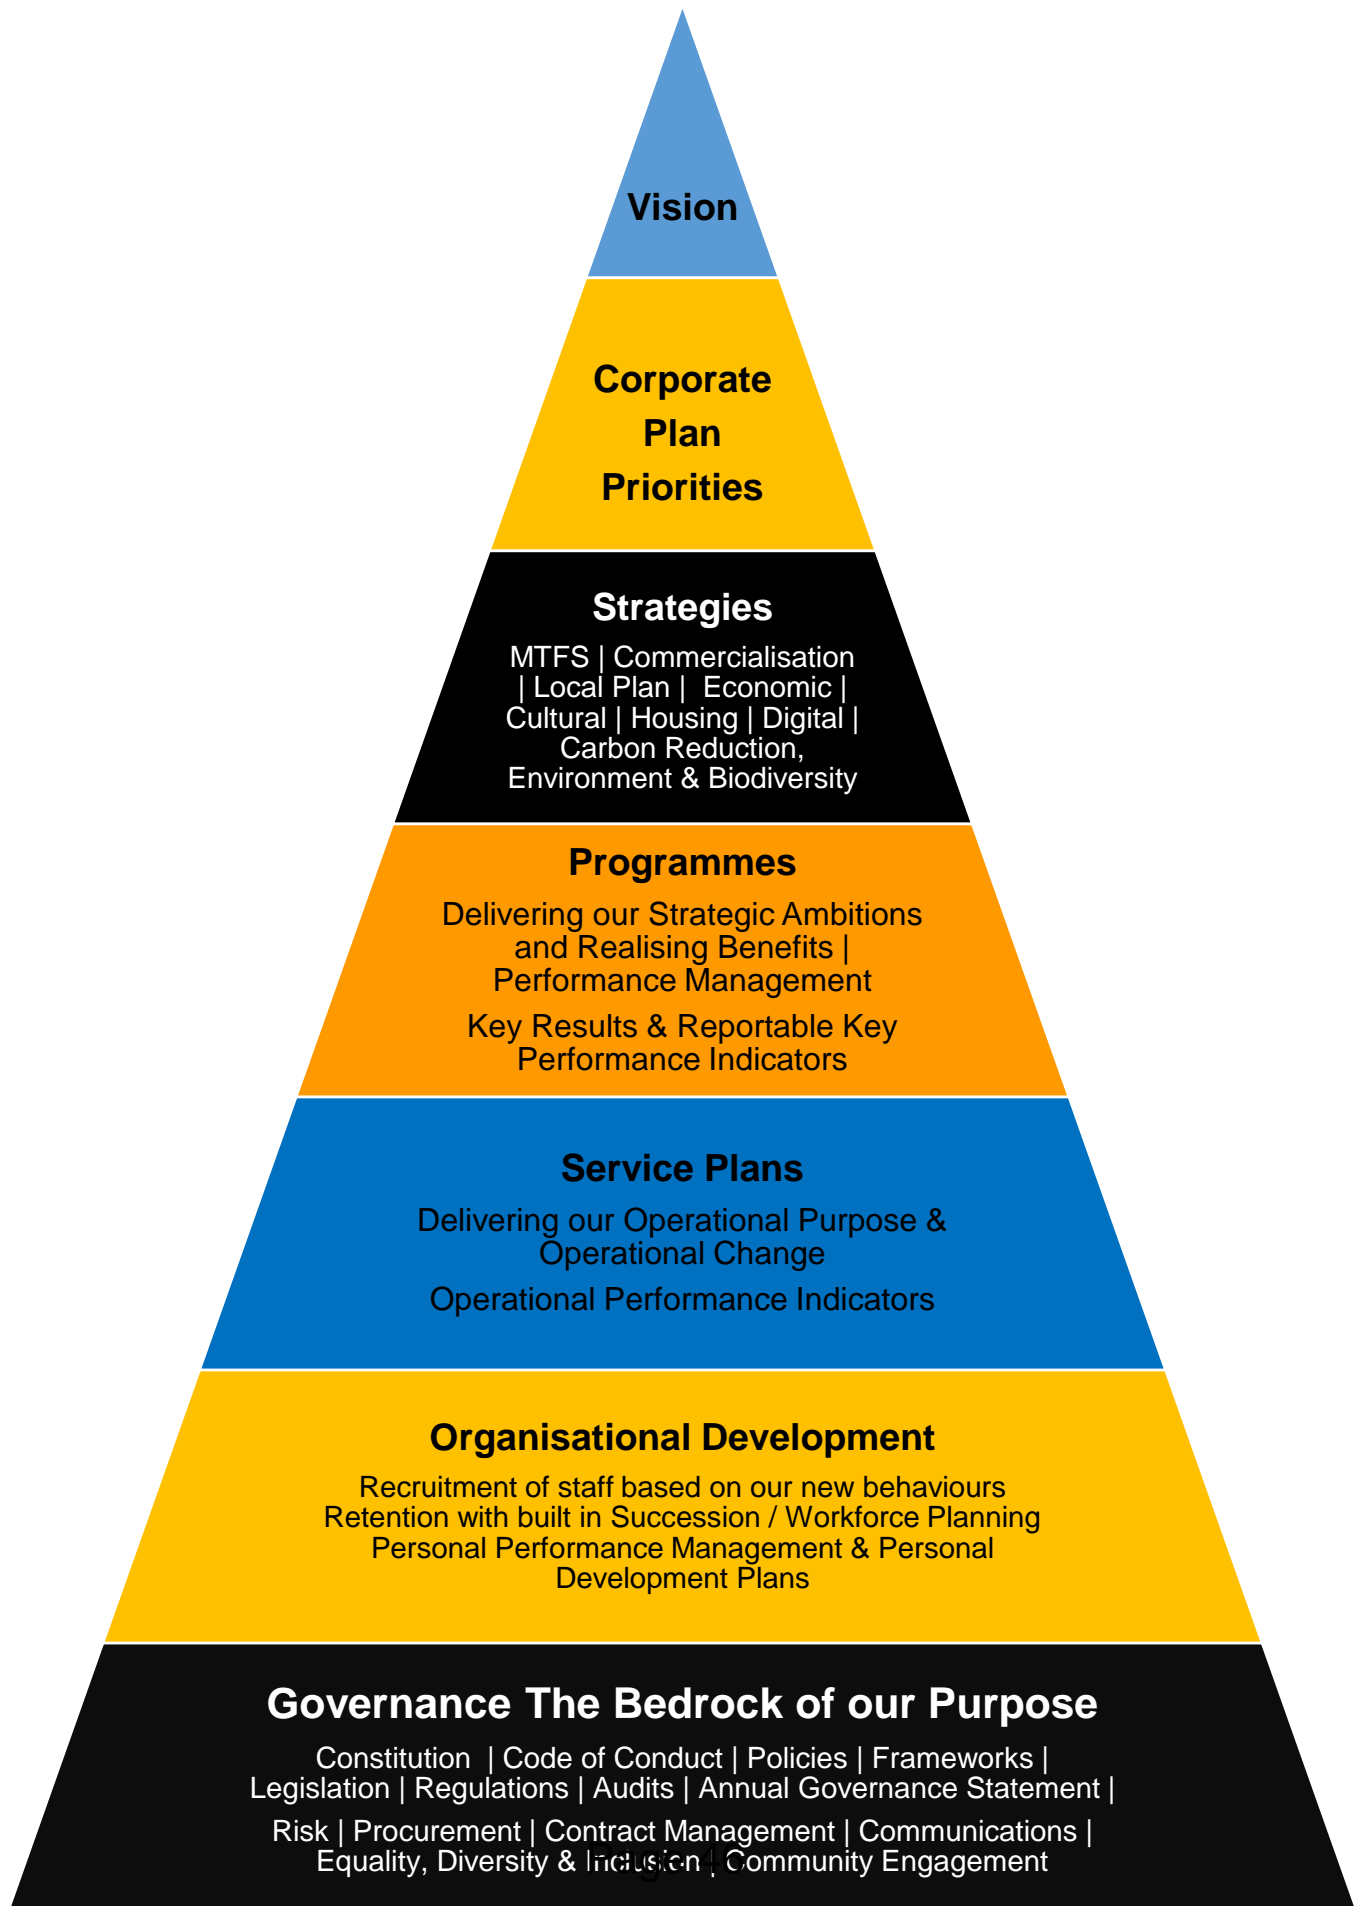 Vision
Corporate
Plan
Priorities
Strategies
MTFS | Commercialisation
| Local Plan |  Economic |
Cultural | Housing | Digital |
Carbon Reduction,
Environment & Biodiversity
Programmes
Delivering our Strategic Ambitions
and Realising Benefits |
Performance Management
Key Results & Reportable Key
Performance Indicators
Service Plans
Delivering our Operational Purpose &
Operational Change
Operational Performance Indicators
Organisational Development
Recruitment of staff based on our new behaviours
Retention with built in Succession / Workforce Planning
Personal Performance Management & Personal
Development Plans
Governance The Bedrock of our Purpose
Constitution  | Code of Conduct | Policies | Frameworks |
Legislation | Regulations | Audits | Annual Governance Statement |
Risk | Procurement | Contract Management | Communications |
Equality, Diversity & Inclusion | Community Engagement
Page 46